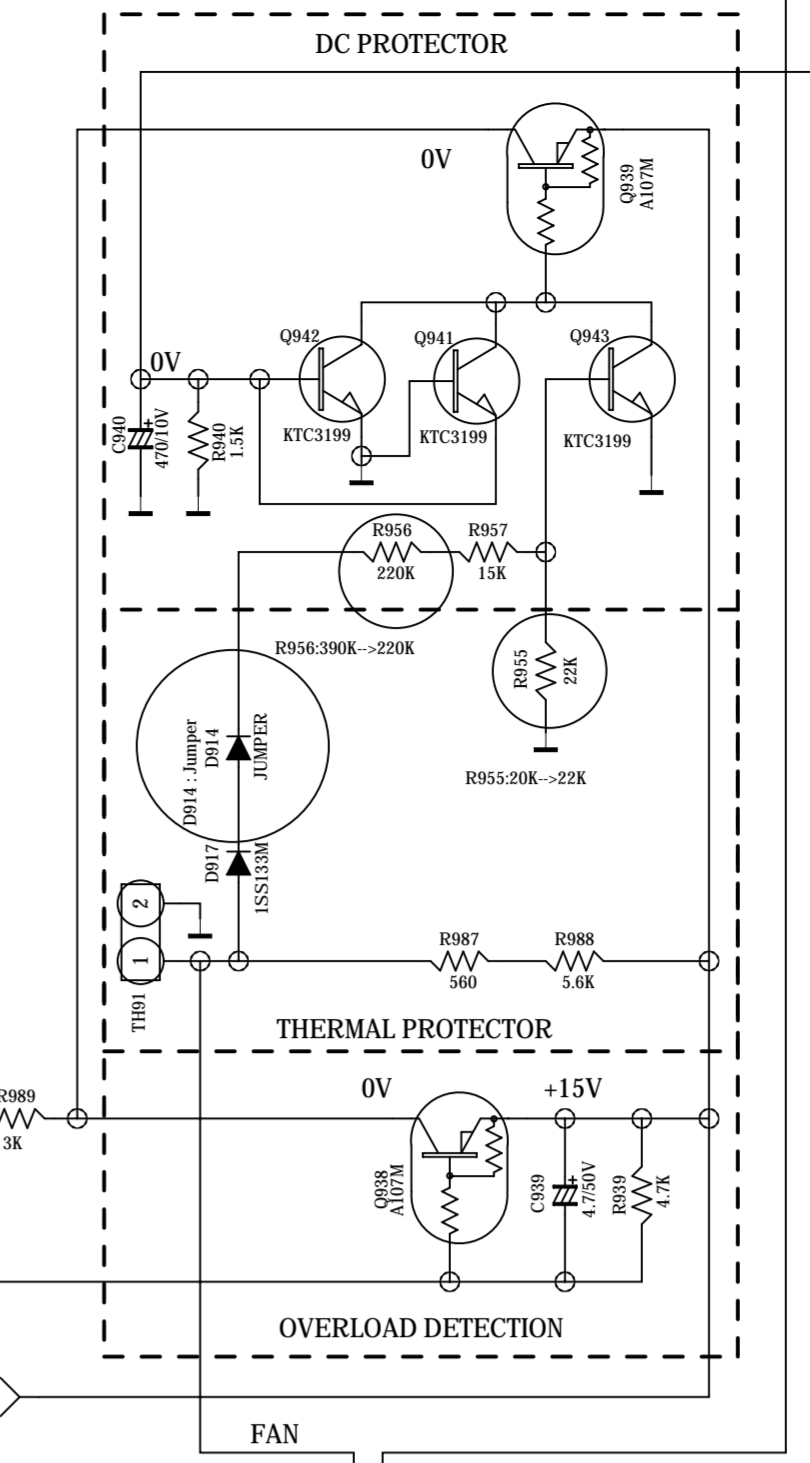 DC PROTECTOR
0V
Q939
A107M
Q942
Q941
Q943
0V
C940
470/10V
+
R940
1.5K
KTC3199
KTC3199
KTC3199
R956
220K
R957
15K
R956:390K-->220K
R955
22K
R955:20K-->22K
D914 : Jumper
D914
JUMPER
D917
1SS133M
2
1
TH91
R987
560
R988
5.6K
THERMAL PROTECTOR
R989
3K
0V
+15V
Q938
A107M
C939
4.7/50V
+
R939
4.7K
OVERLOAD DETECTION
FAN